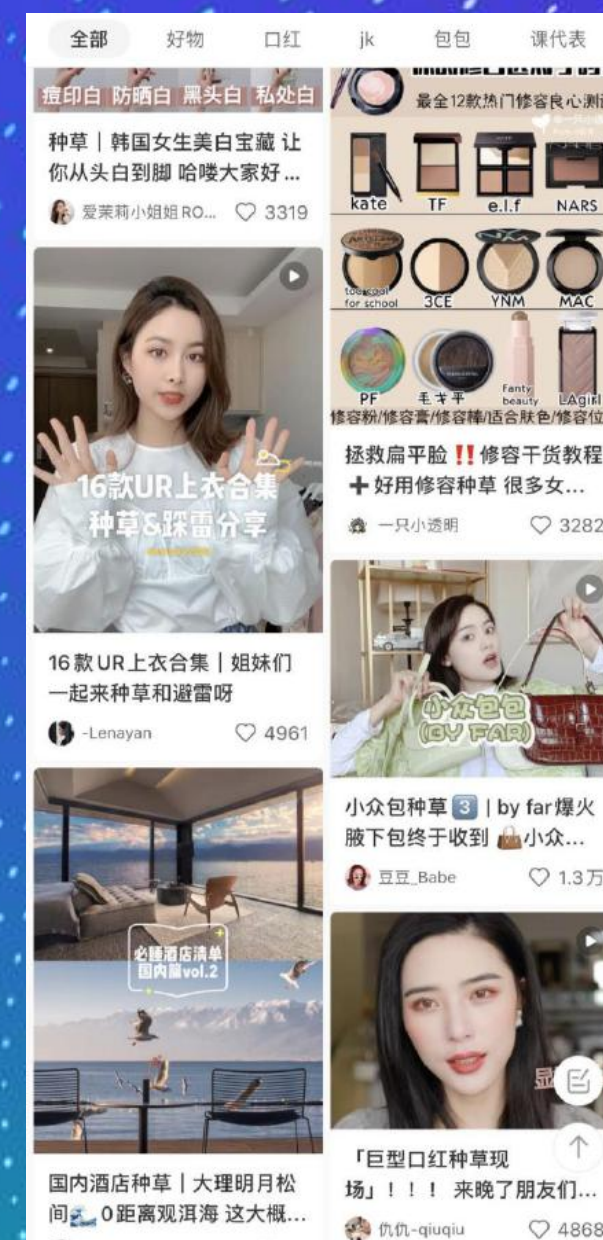 全部 好物 口红 jk 包包 课代表
痘印白 防晒白 黑头白 私处白
种草｜韩国女生美白宝藏 让
你从头白到脚 哈喽大家好...
爱茉莉小姐姐RO... 3319
16款UR上衣合集
种草&踩雷分享
16款UR上衣合集｜姐妹们
一起来种草和避雷呀
-Lenayan 4961
必睡酒店清单
国内篇vol.2
国内酒店种草｜大理明月松
间🌊 0距离观洱海 这大概...
最全12款热门修容良心测
kate TF e.l.f NARS
too cool
for school 3CE YNM MAC
PF 毛戈平 Fanty
beauty LAgirl
修容粉/修容膏/修容棒/适合肤色/修容位
拯救扁平脸‼️修容干货教程
➕好用修容种草 很多女...
一只小透明 3282
小众包包
(BY FAR)
小众包种草3️⃣｜by far爆火
腋下包终于收到 👜小众...
豆豆_Babe 1.3万
显
「巨型口红种草现
场」！！！ 来晚了朋友们...
仇仇-qiuqiu 4868